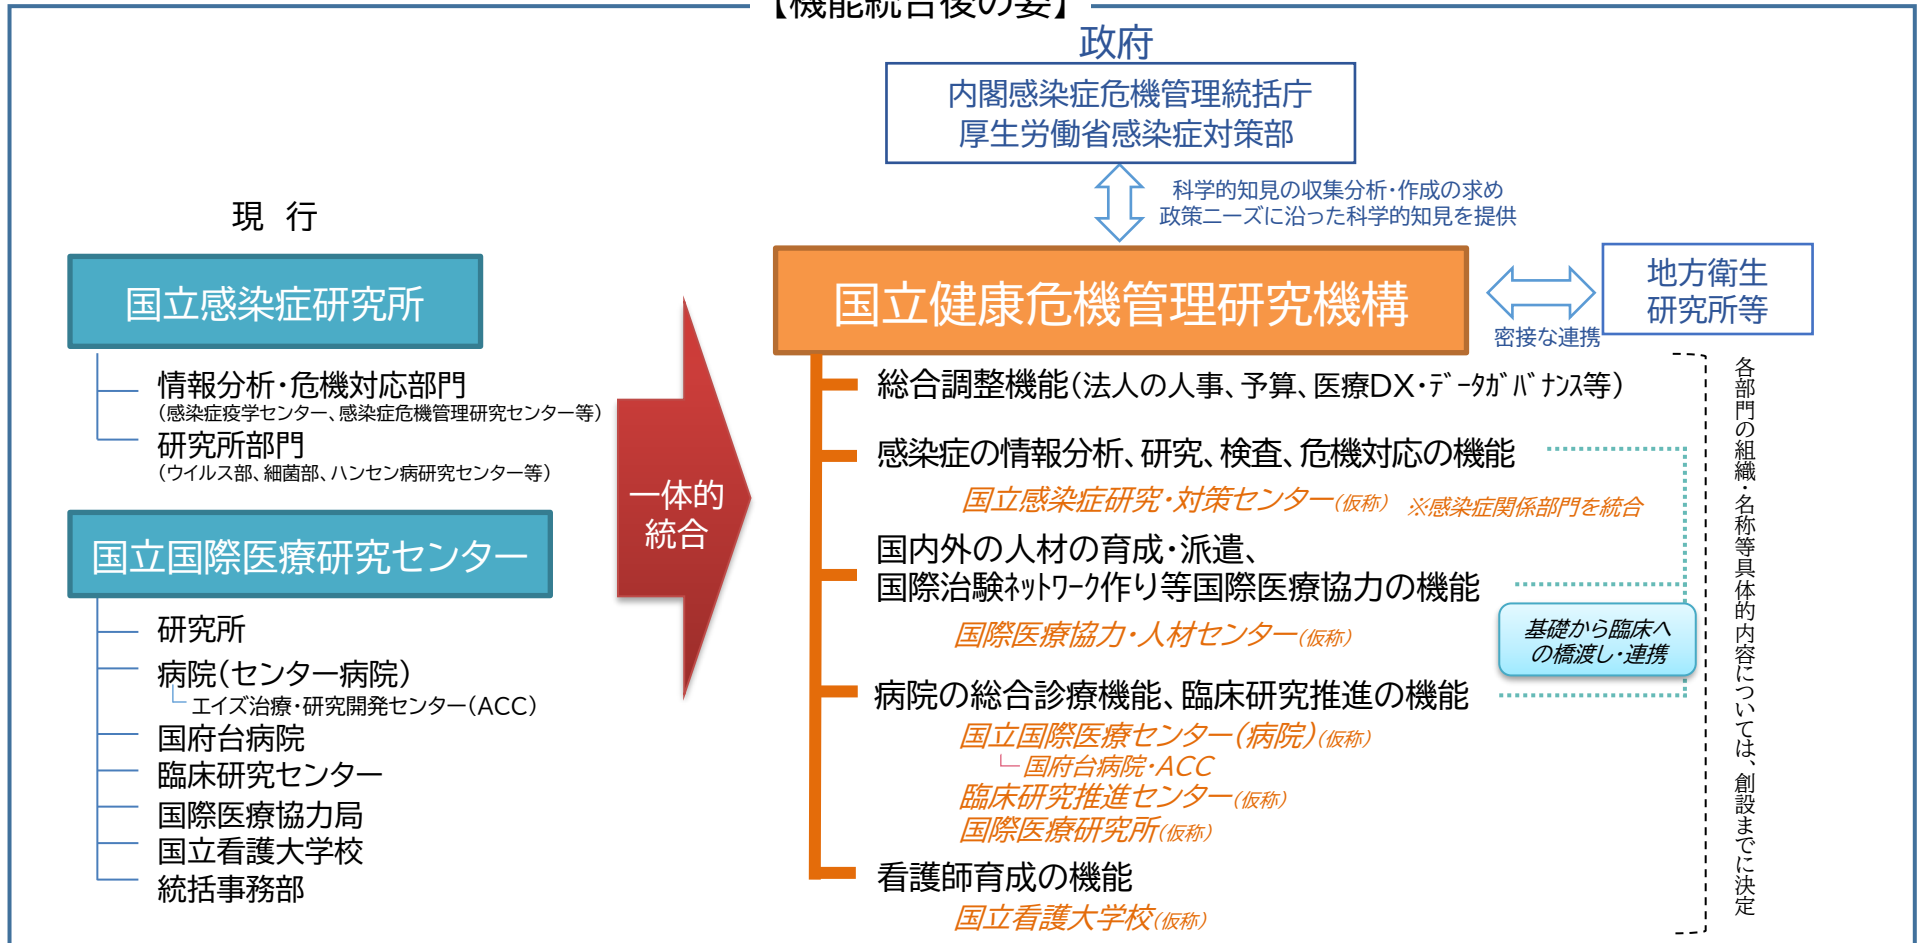 【機能統合後の姿】
政府
内閣感染症危機管理統括庁
厚生労働省感染症対策部
科学的知見の収集分析・作成の求め
政策ニーズに沿った科学的知見を提供
現 行
国立感染症研究所
情報分析・危機対応部門
(感染症疫学センター、感染症危機管理研究センター等)
研究所部門
(ウイルス部、細菌部、ハンセン病研究センター等)
国立国際医療研究センター
研究所
病院(センター病院)
エイズ治療・研究開発センター(ACC)
国府台病院
臨床研究センター
国際医療協力局
国立看護大学校
統括事務部
一体的
統合
国立健康危機管理研究機構
密接な連携
地方衛生
研究所等
総合調整機能(法人の人事、予算、医療DX・ﾃﾞｰﾀｶﾞﾊﾞﾅﾝｽ等)
感染症の情報分析、研究、検査、危機対応の機能
国立感染症研究・対策センター(仮称) ※感染症関係部門を統合
国内外の人材の育成・派遣、
国際治験ﾈｯﾄﾜｰｸ作り等国際医療協力の機能
国際医療協力・人材センター(仮称)
基礎から臨床へ
の橋渡し・連携
病院の総合診療機能、臨床研究推進の機能
国立国際医療センター(病院)(仮称)
国府台病院・ACC
臨床研究推進センター(仮称)
国際医療研究所(仮称)
看護師育成の機能
国立看護大学校(仮称)
各部門の組織・名称等具体的内容については、創設までに決定